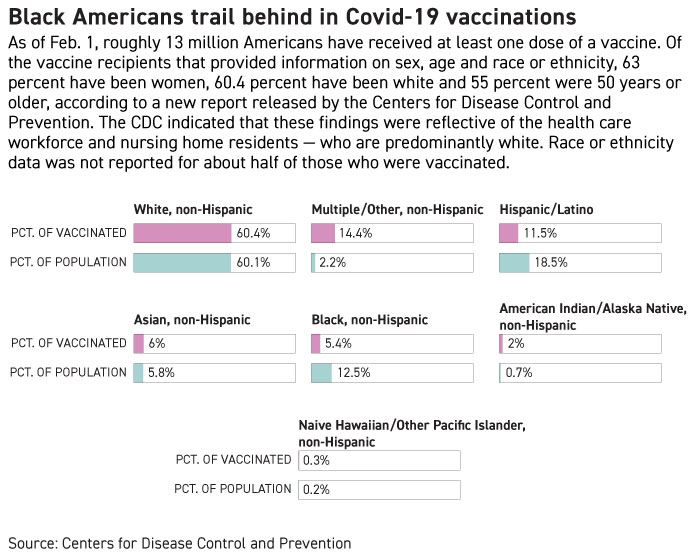 Black Americans trail behind in Covid-19 vaccinations
As of Feb. 1, roughly 13 million Americans have received at least one dose of a vaccine. Of
the vaccine recipients that provided information on sex, age and race or ethnicity, 63
percent have been women, 60.4 percent have been white and 55 percent were 50 years or
older, according to a new report released by the Centers for Disease Control and
Prevention. The CDC indicated that these findings were reflective of the health care
workforce and nursing home residents — who are predominantly white. Race or ethnicity
data was not reported for about half of those who were vaccinated.
White, non-Hispanic
Multiple/Other, non-Hispanic
Hispanic/Latino
PCT. OF VACCINATED 60.4% 14.4% 11.5%
PCT. OF POPULATION 60.1% 2.2% 18.5%
Asian, non-Hispanic
Black, non-Hispanic
American Indian/Alaska Native,
non-Hispanic
PCT. OF VACCINATED 6% 5.4% 2%
PCT. OF POPULATION 5.8% 12.5% 0.7%
Naive Hawaiian/Other Pacific Islander,
non-Hispanic
PCT. OF VACCINATED 0.3%
PCT. OF POPULATION 0.2%
Source: Centers for Disease Control and Prevention